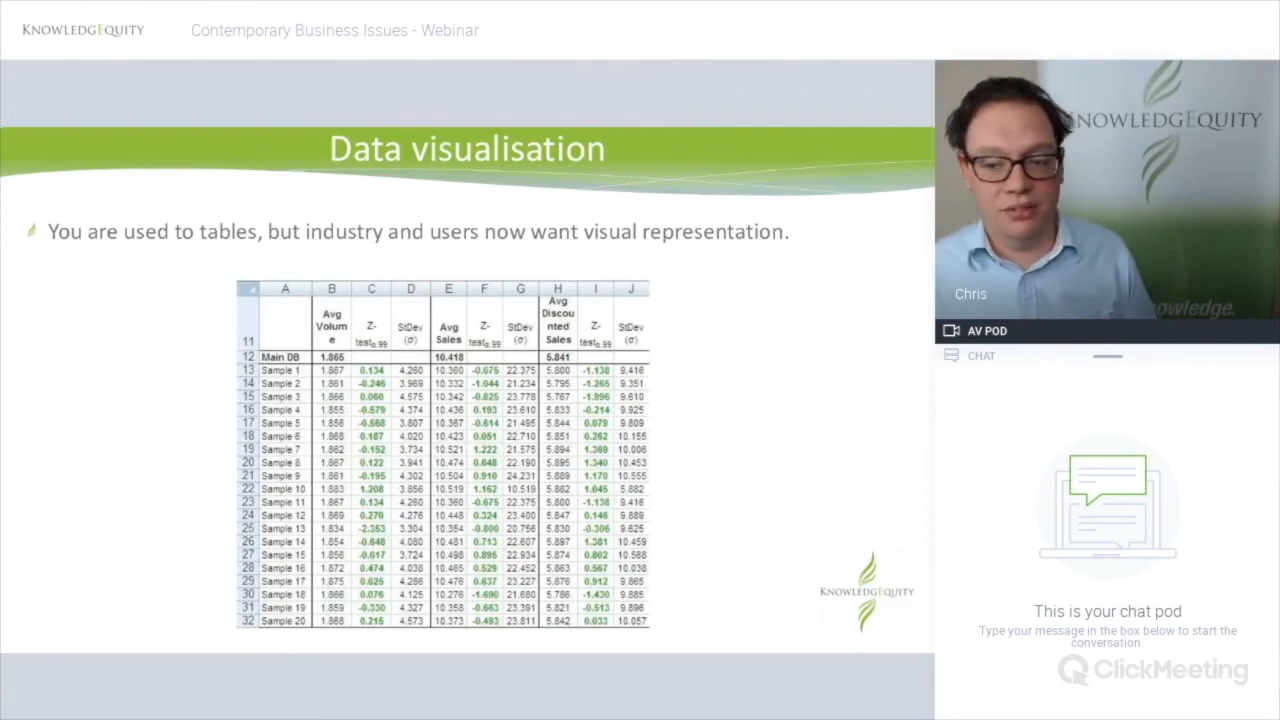 KNOWLEDGEQUITY
Contemporary Business Issues - Webinar
Data visualisation
You are used to tables, but industry and users now want visual representation.
A B C D E F G H I J
11 Avg Volum e Z-test0.99 StDev (σ) Avg Sales Z-test0.99 StDev (σ) Avg Discou nted Sales Z-test0.99 StDev (σ)
12 Main DB 1.865 10.418 5.841
13 Sample 1 1.867 0.134 4.260 10.360 -0.675 22.375 5.800 -1.138 9.416
14 Sample 2 1.861 -0.246 3.969 10.332 -1.044 21.234 5.795 -1.265 9.351
15 Sample 3 1.866 0.060 4.575 10.342 -0.825 23.778 5.767 -1.996 9.610
16 Sample 4 1.855 -0.579 4.374 10.436 0.193 23.610 5.833 -0.214 9.925
17 Sample 5 1.856 -0.568 3.807 10.367 -0.614 21.495 5.844 0.079 9.809
18 Sample 6 1.868 0.187 4.020 10.423 0.051 22.710 5.851 0.262 10.155
19 Sample 7 1.862 -0.152 3.734 10.521 1.222 21.575 5.894 1.369 10.006
20 Sample 8 1.867 0.122 3.941 10.474 0.648 22.190 5.895 1.340 10.453
21 Sample 9 1.861 -0.195 4.302 10.504 0.910 24.231 5.889 1.170 10.555
22 Sample 10 1.883 1.208 3.856 10.519 1.162 10.519 5.882 1.045 5.882
23 Sample 11 1.867 0.134 4.260 10.360 -0.675 22.375 5.800 -1.138 9.416
24 Sample 12 1.869 0.270 4.276 10.448 0.324 23.400 5.847 0.146 9.889
25 Sample 13 1.834 -2.353 3.304 10.354 -0.800 20.756 5.830 -0.306 9.625
26 Sample 14 1.854 -0.648 4.080 10.481 0.713 22.607 5.897 1.381 10.459
27 Sample 15 1.856 -0.617 3.724 10.498 0.895 22.934 5.874 0.802 10.568
28 Sample 16 1.872 0.474 4.038 10.465 0.529 22.452 5.863 0.567 10.038
29 Sample 17 1.875 0.625 4.286 10.476 0.637 23.227 5.876 0.912 9.865
30 Sample 18 1.866 0.076 4.125 10.276 -1.690 21.680 5.786 -1.430 9.885
31 Sample 19 1.859 -0.330 4.327 10.358 -0.663 23.391 5.821 -0.513 9.896
32 Sample 20 1.868 0.215 4.573 10.373 -0.493 23.811 5.842 0.033 10.057
KNOWLEDGEQUITY
KNOWLEDGEQUITY
owledge.
Chris
AV POD
CHAT
This is your chat pod
Type your message in the box below to start the
conversation.
ClickMeeting